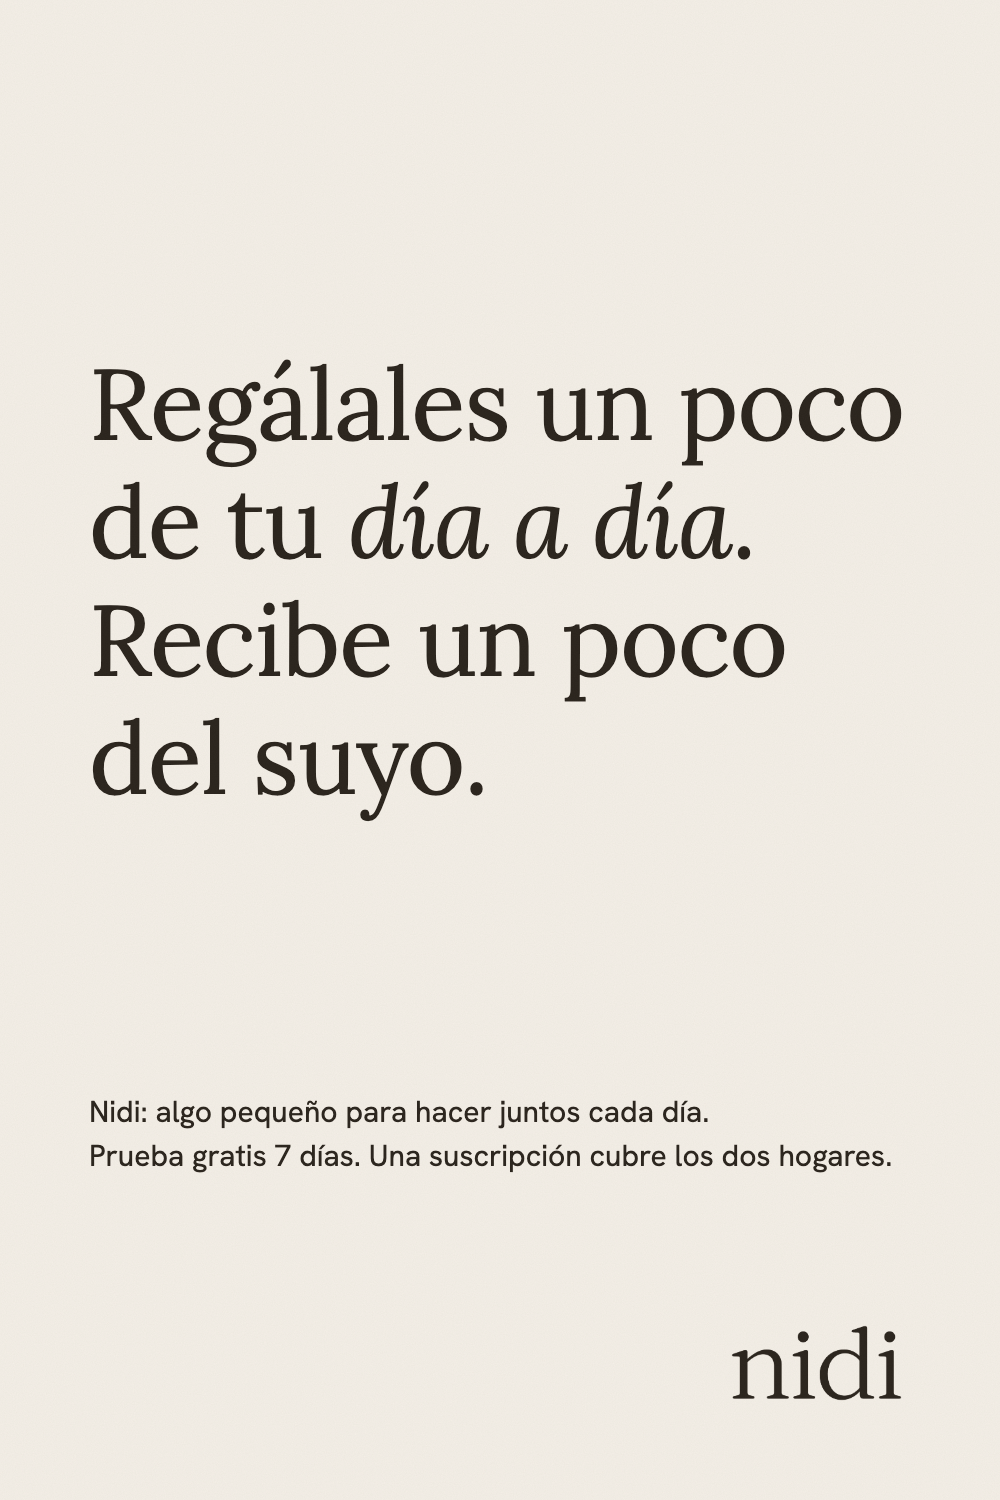 Regálales un poco
de tu día a día.
Recibe un poco
del suyo.
Nidi: algo pequeño para hacer juntos cada día.
Prueba gratis 7 días. Una suscripción cubre los dos hogares.
nidi